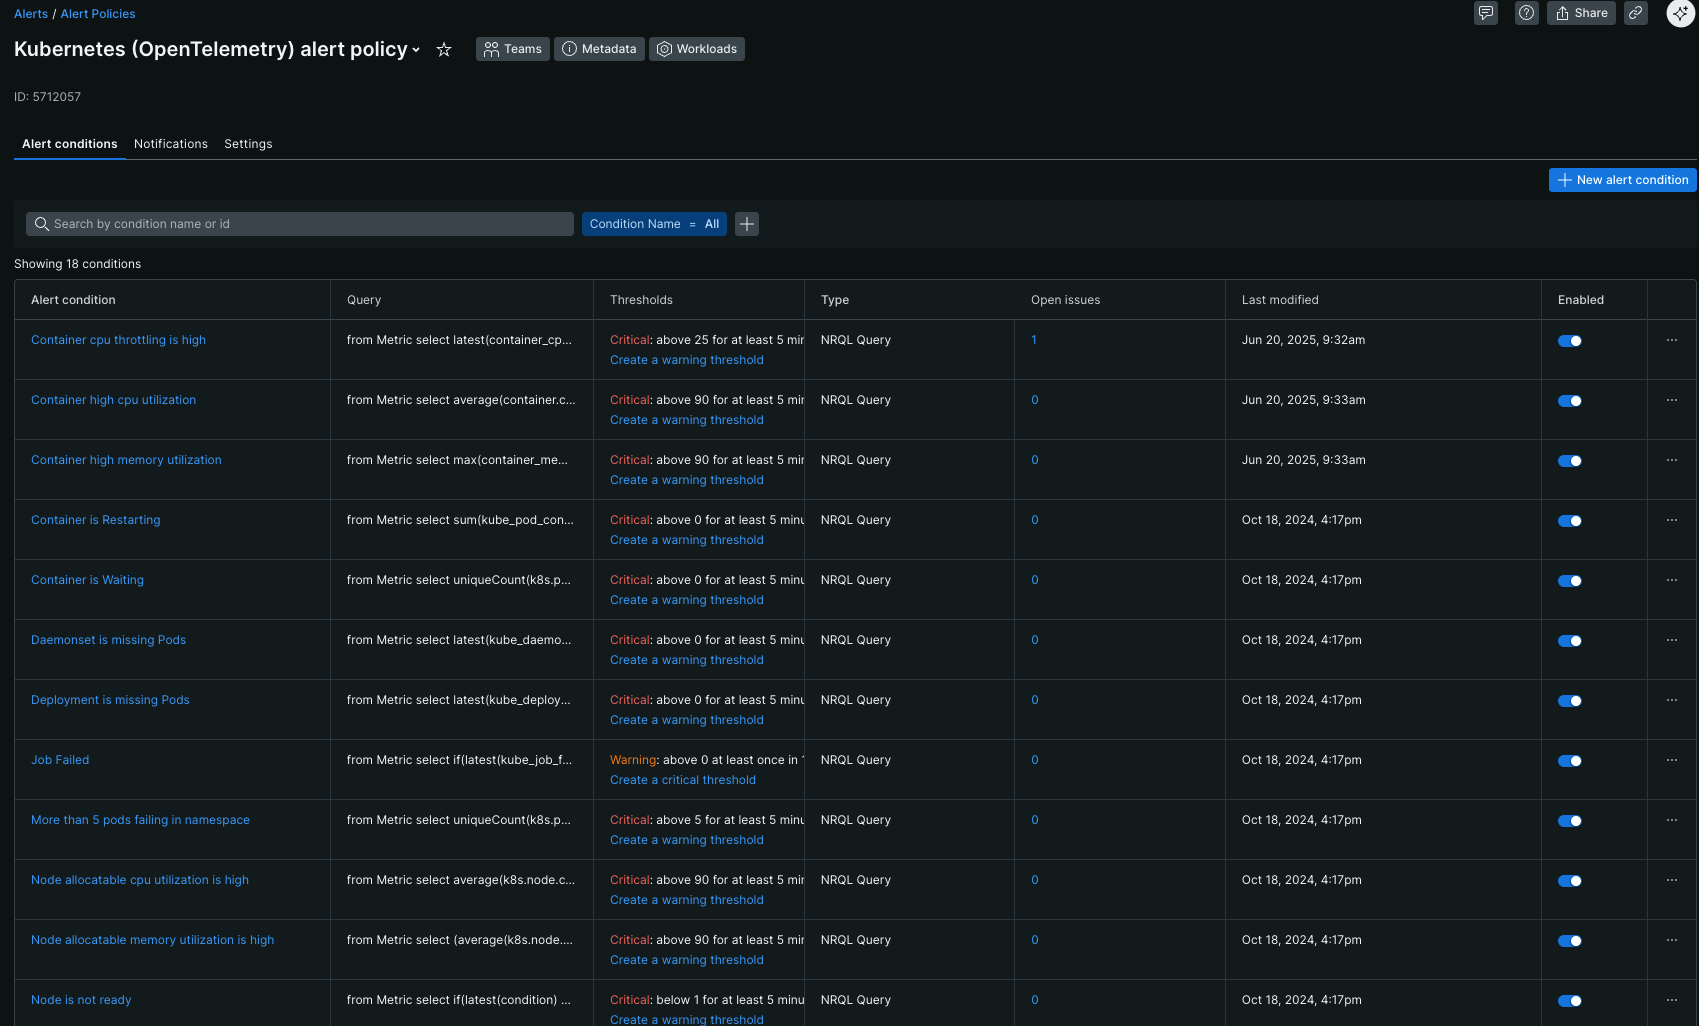 Alerts / Alert Policies
Share
Kubernetes (OpenTelemetry) alert policy
Teams
Metadata
Workloads
ID: 5712057
Alert conditions Notifications Settings
New alert condition
Search by condition name or id
Condition Name = All
Showing 18 conditions
Alert condition Query Thresholds Type Open issues Last modified Enabled
Container cpu throttling is high from Metric select latest(container_cp... Critical: above 25 for at least 5 min NRQL Query 1 Jun 20, 2025, 9:32am
Create a warning threshold
Container high cpu utilization from Metric select average(container.c... Critical: above 90 for at least 5 min NRQL Query 0 Jun 20, 2025, 9:33am
Create a warning threshold
Container high memory utilization from Metric select max(container_me... Critical: above 90 for at least 5 min NRQL Query 0 Jun 20, 2025, 9:33am
Create a warning threshold
Container is Restarting from Metric select sum(kube_pod_con... Critical: above 0 for at least 5 minu NRQL Query 0 Oct 18, 2024, 4:17pm
Create a warning threshold
Container is Waiting from Metric select uniqueCount(k8s.p... Critical: above 0 for at least 5 minu NRQL Query 0 Oct 18, 2024, 4:17pm
Create a warning threshold
Daemonset is missing Pods from Metric select latest(kube_daemo... Critical: above 0 for at least 5 minu NRQL Query 0 Oct 18, 2024, 4:17pm
Create a warning threshold
Deployment is missing Pods from Metric select latest(kube_deploy... Critical: above 0 for at least 5 minu NRQL Query 0 Oct 18, 2024, 4:17pm
Create a warning threshold
Job Failed from Metric select if(latest(kube_job_f... Warning: above 0 at least once in 1 NRQL Query 0 Oct 18, 2024, 4:17pm
Create a critical threshold
More than 5 pods failing in namespace from Metric select uniqueCount(k8s.p... Critical: above 5 for at least 5 minu NRQL Query 0 Oct 18, 2024, 4:17pm
Create a warning threshold
Node allocatable cpu utilization is high from Metric select average(k8s.node.c... Critical: above 90 for at least 5 min NRQL Query 0 Oct 18, 2024, 4:17pm
Create a warning threshold
Node allocatable memory utilization is high from Metric select (average(k8s.node.... Critical: above 90 for at least 5 min NRQL Query 0 Oct 18, 2024, 4:17pm
Create a warning threshold
Node is not ready from Metric select if(latest(condition) ... Critical: below 1 for at least 5 minu NRQL Query 0 Oct 18, 2024, 4:17pm
Create a warning threshold